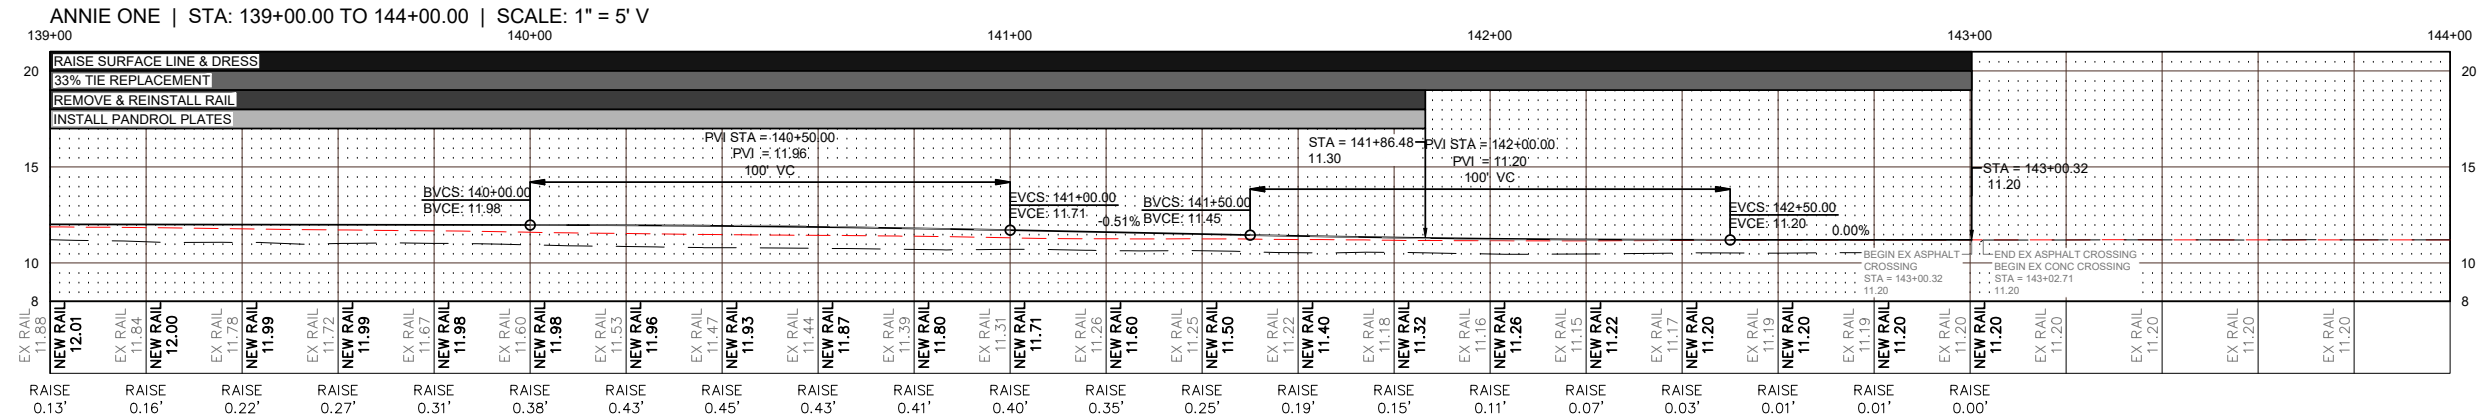 ANNIE ONE | STA: 139+00.00 TO 144+00.00 | SCALE: 1" = 5' V
139+00 140+00 141+00 142+00 143+00 144+00
20 20
15 15
10 10
8 8
RAISE SURFACE LINE & DRESS
33% TIE REPLACEMENT
REMOVE & REINSTALL RAIL
INSTALL PANDROL PLATES
PVI STA = 140+50.00
PVI = 11.96
100' VC
BVCS: 140+00.00
BVCE: 11.98
EVCS: 141+00.00
EVCE: 11.71
-0.51%
BVCS: 141+50.00
BVCE: 11.45
STA = 141+86.48
11.30
PVI STA = 142+00.00
PVI = 11.20
100' VC
EVCS: 142+50.00
EVCE: 11.20
0.00%
STA = 143+00.32
11.20
BEGIN EX ASPHALT
CROSSING
STA = 143+00.32
11.20
END EX ASPHALT CROSSING
BEGIN EX CONC CROSSING
STA = 143+02.71
11.20
EX RAIL
11.88
NEW RAIL
12.01
EX RAIL
11.84
NEW RAIL
12.00
EX RAIL
11.78
NEW RAIL
11.99
EX RAIL
11.72
NEW RAIL
11.99
EX RAIL
11.67
NEW RAIL
11.98
EX RAIL
11.60
NEW RAIL
11.98
EX RAIL
11.53
NEW RAIL
11.96
EX RAIL
11.47
NEW RAIL
11.93
EX RAIL
11.44
NEW RAIL
11.87
EX RAIL
11.39
NEW RAIL
11.80
EX RAIL
11.31
NEW RAIL
11.71
EX RAIL
11.26
NEW RAIL
11.60
EX RAIL
11.25
NEW RAIL
11.50
EX RAIL
11.22
NEW RAIL
11.40
EX RAIL
11.18
NEW RAIL
11.32
EX RAIL
11.16
NEW RAIL
11.26
EX RAIL
11.15
NEW RAIL
11.22
EX RAIL
11.17
NEW RAIL
11.20
EX RAIL
11.19
NEW RAIL
11.20
EX RAIL
11.19
NEW RAIL
11.20
EX RAIL
11.20
NEW RAIL
11.20
EX RAIL
11.20
EX RAIL
11.20
EX RAIL
11.20
EX RAIL
11.20
RAISE RAISE RAISE RAISE RAISE RAISE RAISE RAISE RAISE RAISE RAISE RAISE RAISE RAISE RAISE RAISE RAISE RAISE RAISE RAISE RAISE
0.13' 0.16' 0.22' 0.27' 0.31' 0.38' 0.43' 0.45' 0.43' 0.41' 0.40' 0.35' 0.25' 0.19' 0.15' 0.11' 0.07' 0.03' 0.01' 0.01' 0.00'